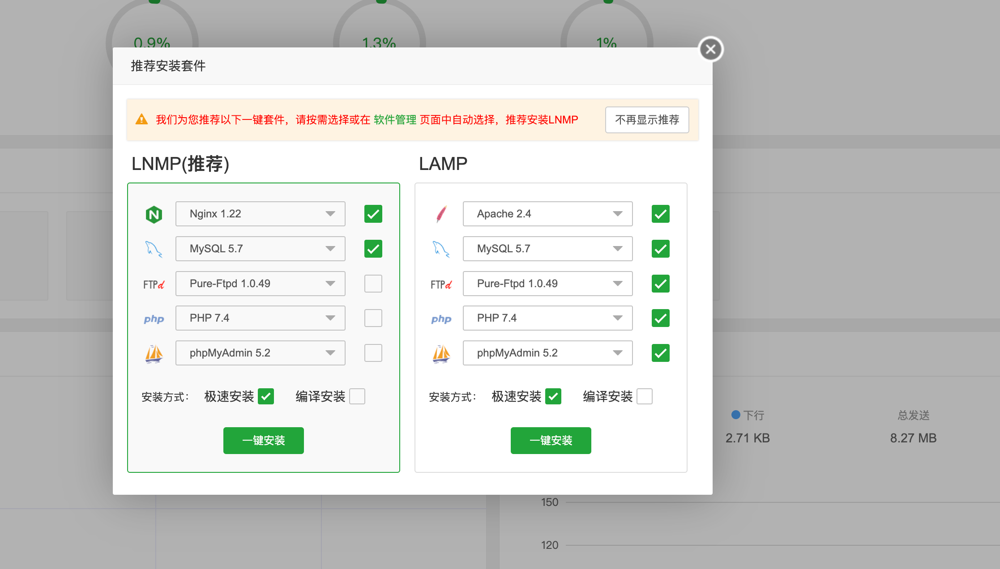 0.9%
1.3%
1%
推荐安装套件
我们为您推荐以下一键套件，请按需选择或在 软件管理 页面中自动选择，推荐安装LNMP
不再显示推荐
LNMP(推荐)
LAMP
Nginx 1.22
MySQL 5.7
FTPd
Pure-Ftpd 1.0.49
php
PHP 7.4
phpMyAdmin 5.2
安装方式：
极速安装
编译安装
一键安装
Apache 2.4
MySQL 5.7
FTPd
Pure-Ftpd 1.0.49
php
PHP 7.4
phpMyAdmin 5.2
安装方式：
极速安装
编译安装
一键安装
下行
2.71 KB
总发送
8.27 MB
150
120